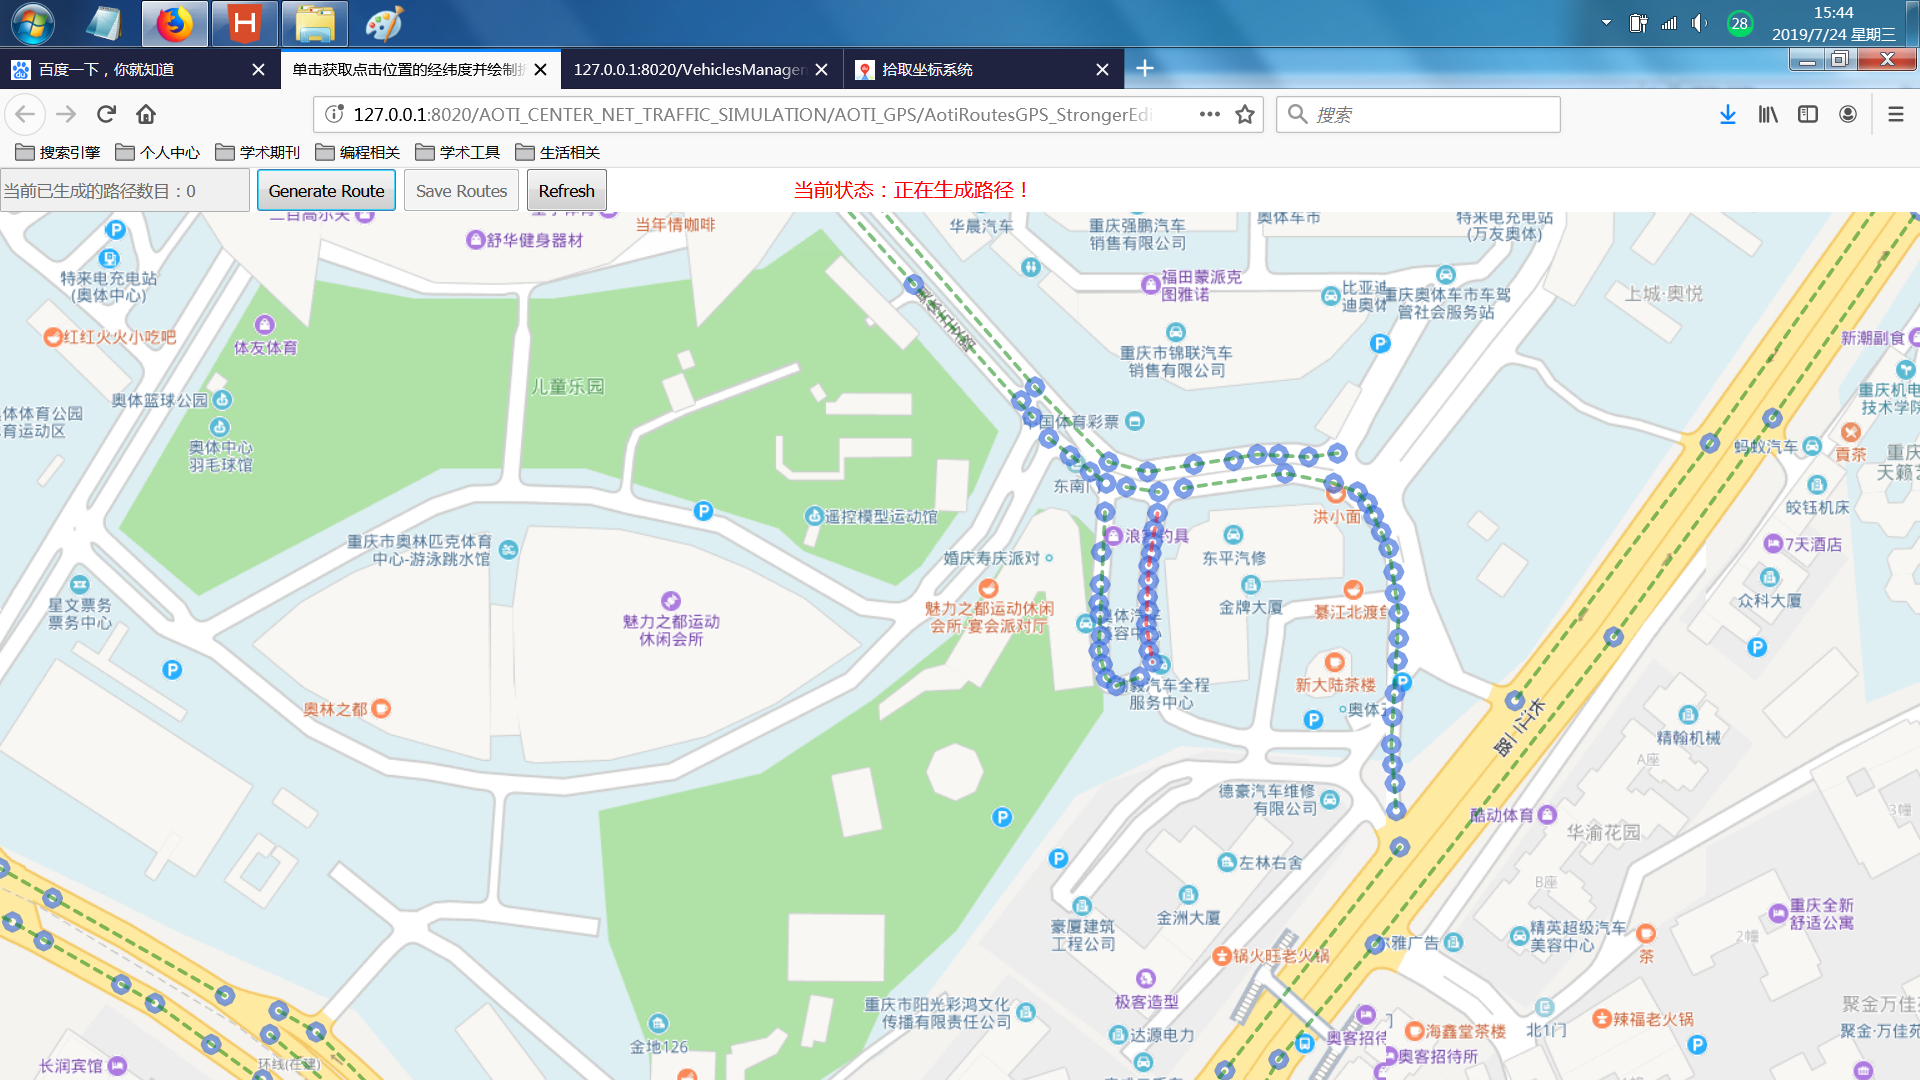 15:44
28
2019/7/24 星期三
百度一下，你就知道
单击获取点击位置的经纬度并绘制折
127.0.0.1:8020/VehiclesManage
拾取坐标系统
127.0.0.1:8020/AOTI_CENTER_NET_TRAFFIC_SIMULATION/AOTI_GPS/AotiRoutesGPS_StrongerEdi
搜索
搜索引擎
个人中心
学术期刊
编程相关
学术工具
生活相关
当前已生成的路径数目：0
Generate Route
Save Routes
Refresh
当前状态：正在生成路径！
舒华健身器材
当年情咖啡
华晨汽车
重庆强鹏汽车
销售有限公司
奥体车市
特来电充电站
(万友奥体)
特来电充电站
(奥体中心)
福田蒙派克
图雅诺
比亚迪
迪奥体
重庆奥体车市车驾
管社会服务站
上城·奥悦
红红火火小吃吧
体友体育
重庆市锦联汽车
销售有限公司
新潮副食
儿童乐园
奥体篮球公园
体体育公园
育运动区
奥体中心
羽毛球馆
国体育彩票
重庆机电
技术学院
蚂蚁汽车
貢茶
重庆
天籁
东南门
皎钰机床
遥控模型运动馆
洪小面
重庆市奥林匹克体育
中心-游泳跳水馆
婚庆寿庆派对
东平汽修
7天酒店
星文票务
票务中心
魅力之都运动
休闲会所
魅力之都运动休闲
会所-宴会派对厅
奥体汽车
美容中心
金牌大厦
綦江北渡鱼
众科大厦
新大陆茶楼
毅汽车全程
服务中心
奥林之都
奥体五
长江二路
精翰机械
A座
德豪汽车维修
有限公司
酷动体育
华渝花园
3幢
左林右舍
B座
金洲大厦
豪厦建筑
工程公司
尔雅广告
精英超级汽车
美容中心
茶
2幢
重庆全新
舒适公寓
锅火旺老火锅
极客造型
重庆市阳光彩鸿文化
传播有限责任公司
达源电力
奥客招待
海鑫堂茶楼
北1门
辣福老火锅
聚金万佳
聚金·万佳苑
金地126
奥客招待所
长润宾馆
环线(在建)